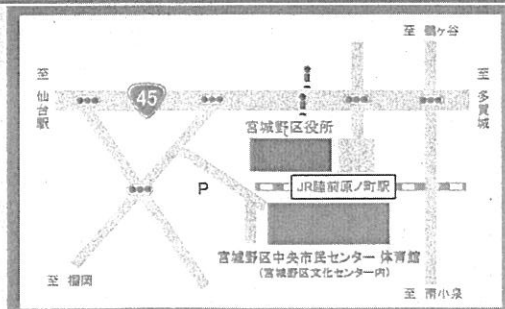 至 鶴ヶ谷
至 仙台駅
45
至 多賀城
宮城野区役所
P
JR陸前原ノ町駅
宮城野区中央市民センター 体育館
(宮城野区文化センター内)
至 福岡
至 南小泉